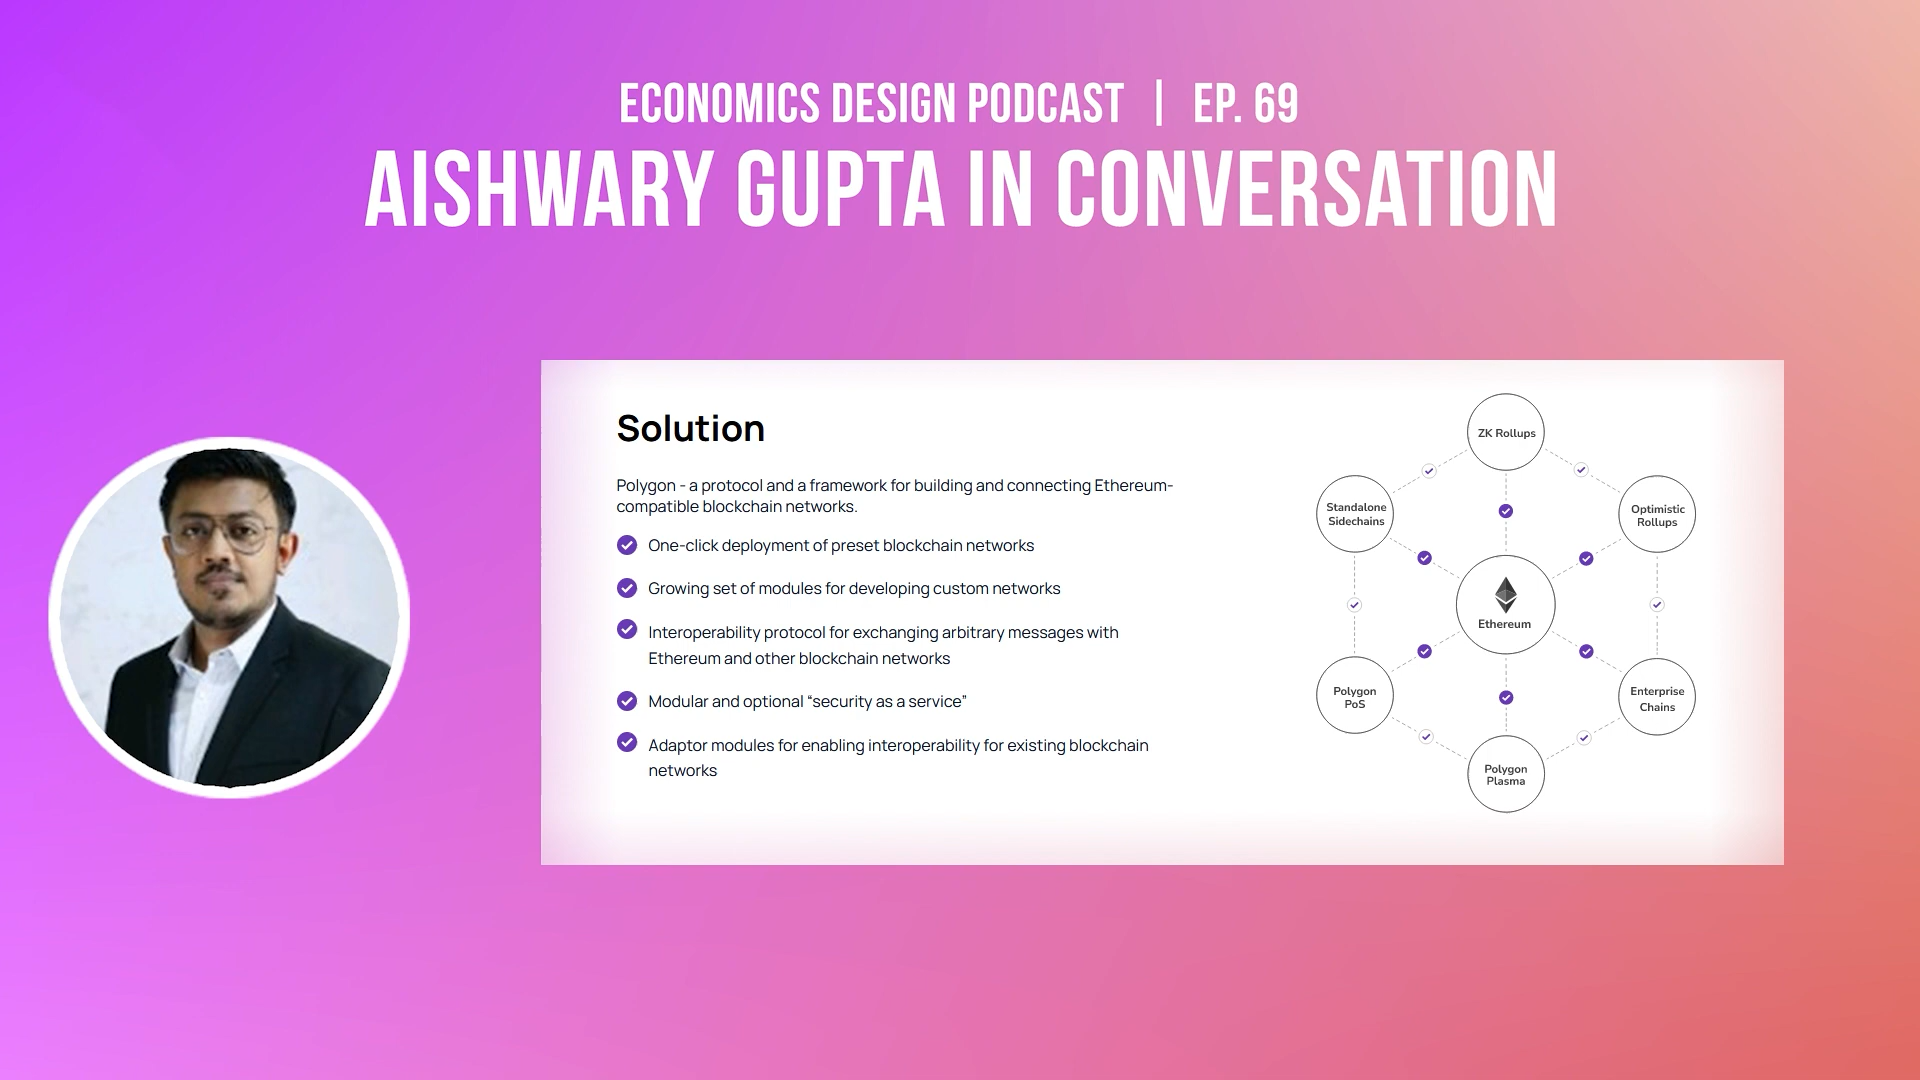 ECONOMICS DESIGN PODCAST | EP. 69
AISHWARY GUPTA IN CONVERSATION
Solution
Polygon - a protocol and a framework for building and connecting Ethereum-
compatible blockchain networks.
One-click deployment of preset blockchain networks
Growing set of modules for developing custom networks
Interoperability protocol for exchanging arbitrary messages with
Ethereum and other blockchain networks
Modular and optional “security as a service”
Adaptor modules for enabling interoperability for existing blockchain
networks
ZK Rollups
Standalone
Sidechains
Optimistic
Rollups
Ethereum
Polygon
PoS
Enterprise
Chains
Polygon
Plasma